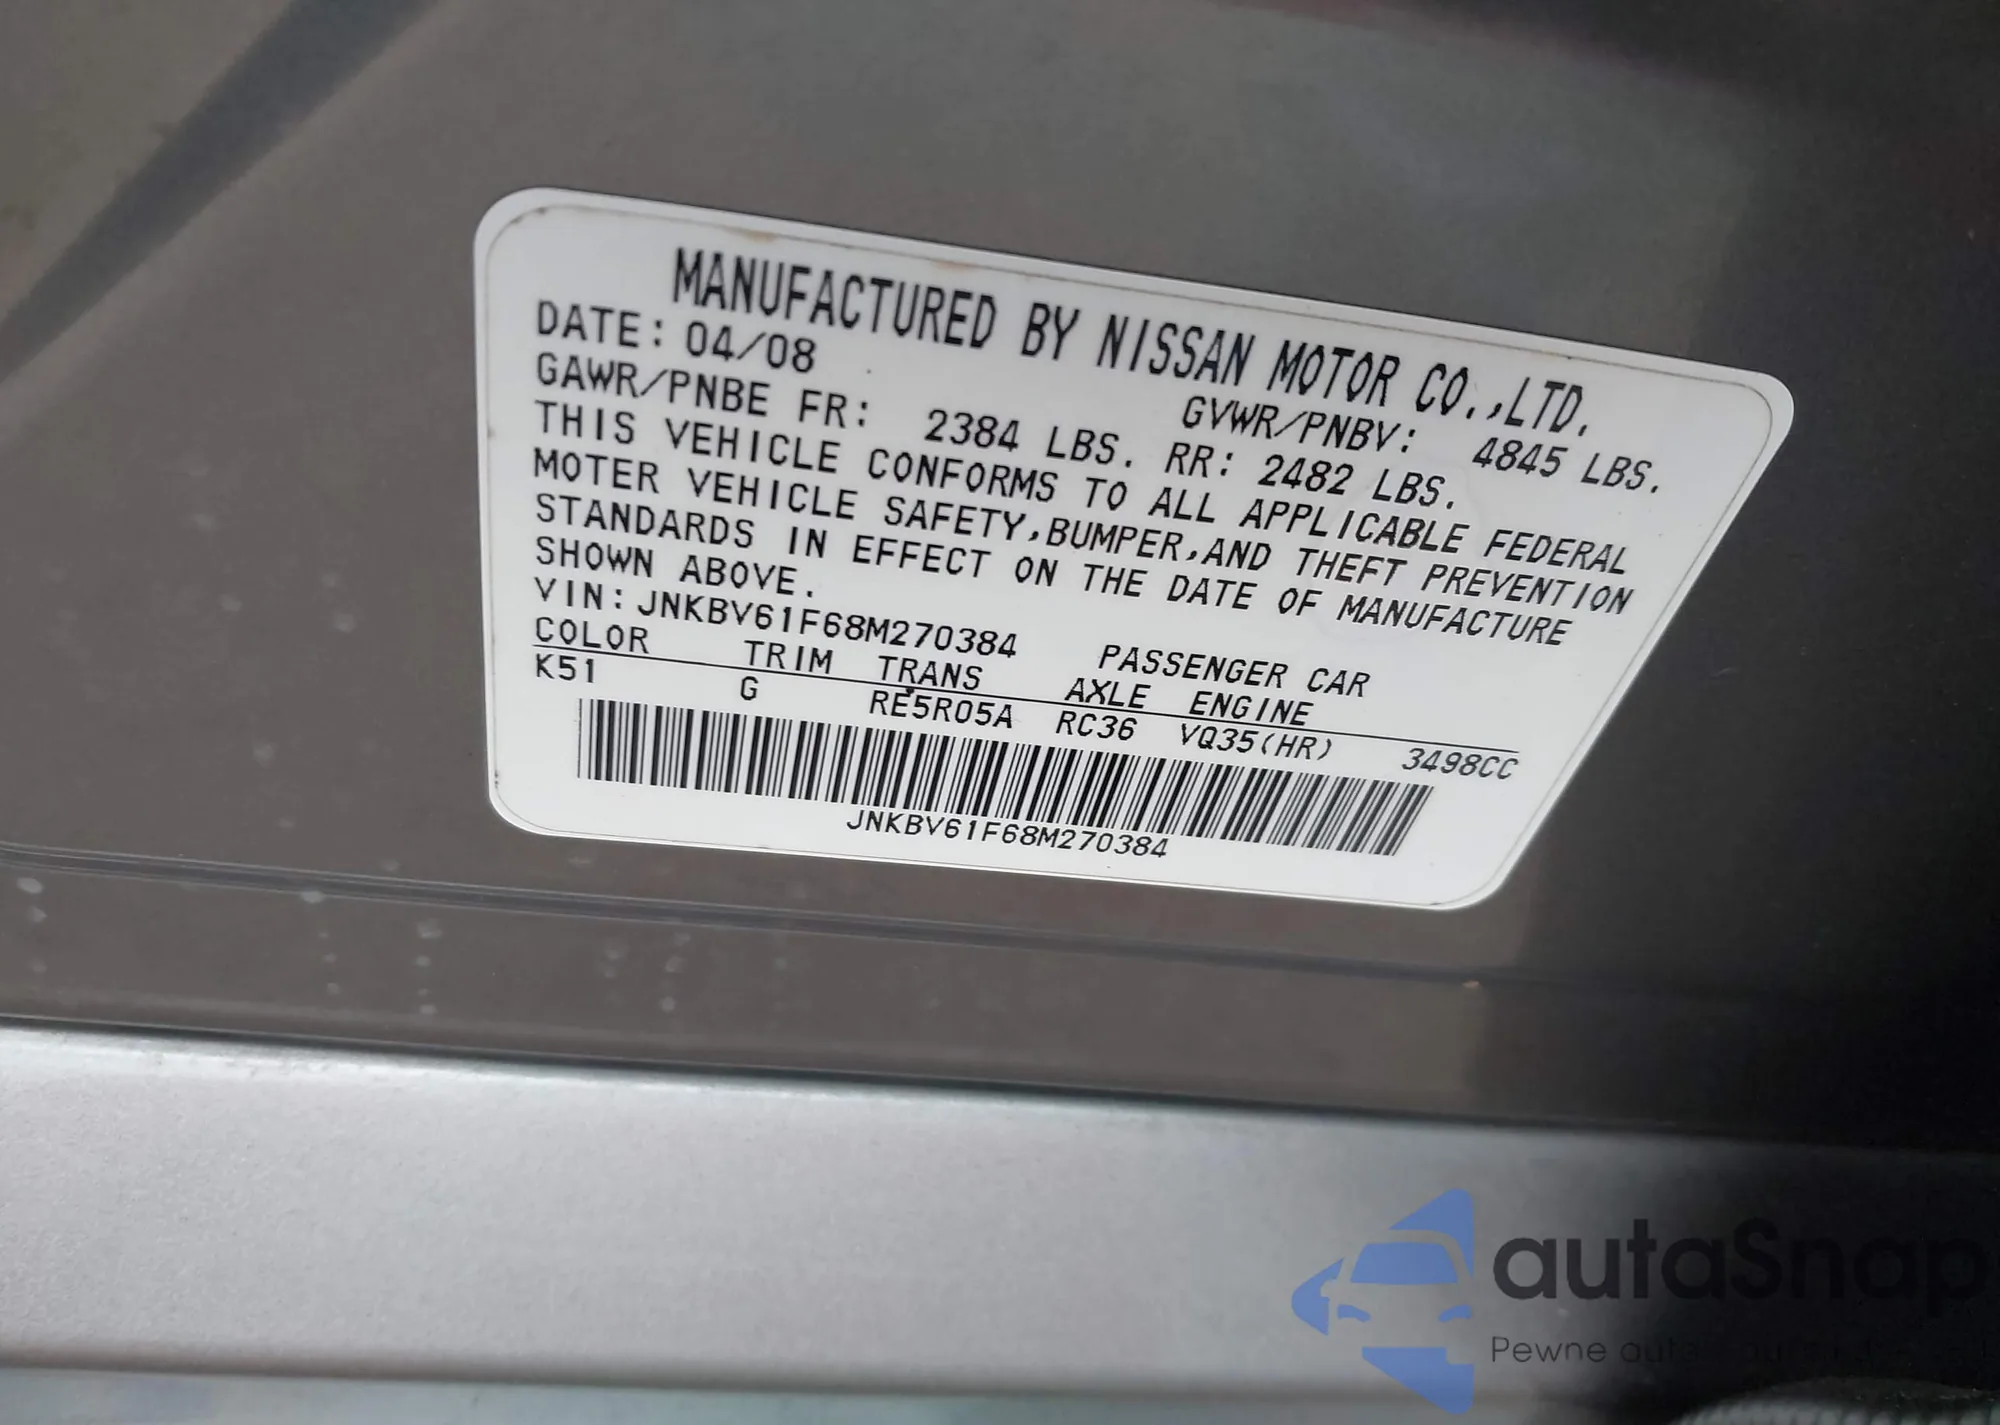 MANUFACTURED BY NISSAN MOTOR CO.,LTD.
DATE: 04/08 GVWR/PNBV: 4845 LBS.
GAWR/PNBE FR: 2384 LBS. RR: 2482 LBS.
THIS VEHICLE CONFORMS TO ALL APPLICABLE FEDERAL
MOTER VEHICLE SAFETY,BUMPER,AND THEFT PREVENTION
STANDARDS IN EFFECT ON THE DATE OF MANUFACTURE
SHOWN ABOVE.
VIN:JNKBV61F68M270384 PASSENGER CAR
COLOR TRIM TRANS AXLE ENGINE
K51 G RE5R05A RC36 VQ35(HR) 3498CC
JNKBV61F68M270384
autaSnap
Pewne